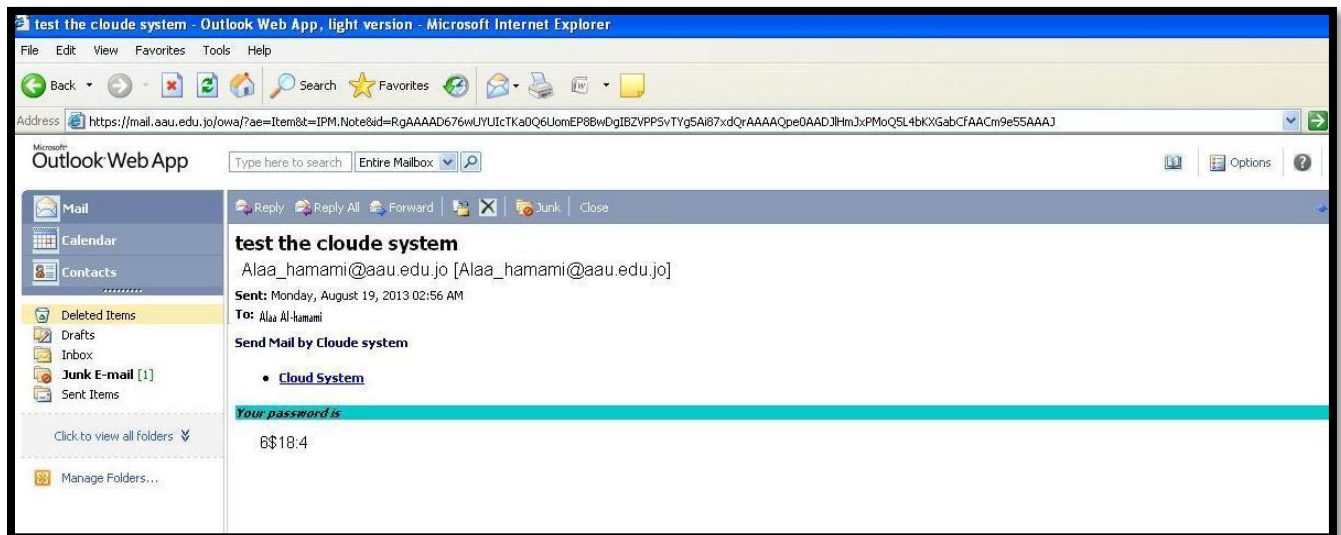 test the cloude system - Outlook Web App, light version - Microsoft Internet Explorer
File Edit View Favorites Tools Help
Back Search Favorites
Address https://mail.aau.edu.jo/owa/?ae=Item&t=IPM.Note&id=RgAAAAD676wUYUIcTKa0Q6UomEP8BwDgIBZVPPSvTYg5Ai87xdQrAAAAQpe0AADJlHmJxPMoQ5L4bKXGabCfAACm9e55AAAJ
Microsoft
Outlook Web App Type here to search Entire Mailbox Options
Mail
Calendar
Contacts
Deleted Items
Drafts
Inbox
Junk E-mail [1]
Sent Items
Click to view all folders
Manage Folders...
Reply Reply All Forward Junk Close
test the cloude system
Alaa_hamami@aau.edu.jo [Alaa_hamami@aau.edu.jo]
Sent: Monday, August 19, 2013 02:56 AM
To: Alaa Al-hamami
Send Mail by Cloude system
• Cloud System
Your password is
6$18:4